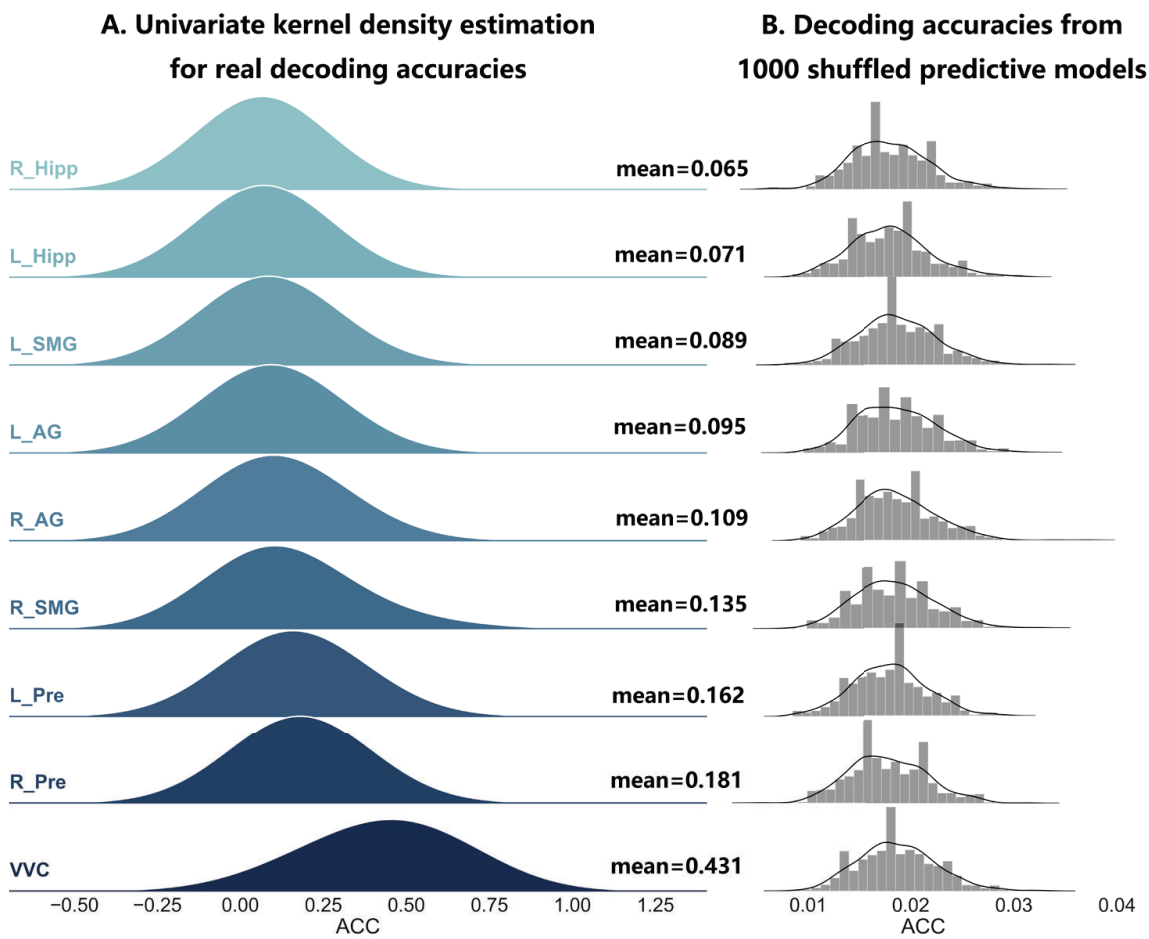 A. Univariate kernel density estimation
for real decoding accuracies
B. Decoding accuracies from
1000 shuffled predictive models
R_Hipp
mean=0.065
L_Hipp
mean=0.071
L_SMG
mean=0.089
L_AG
mean=0.095
R_AG
mean=0.109
R_SMG
mean=0.135
L_Pre
mean=0.162
R_Pre
mean=0.181
VVC
mean=0.431
−0.50 −0.25 0.00 0.25 0.50 0.75 1.00 1.25
ACC
0.01 0.02 0.03 0.04
ACC